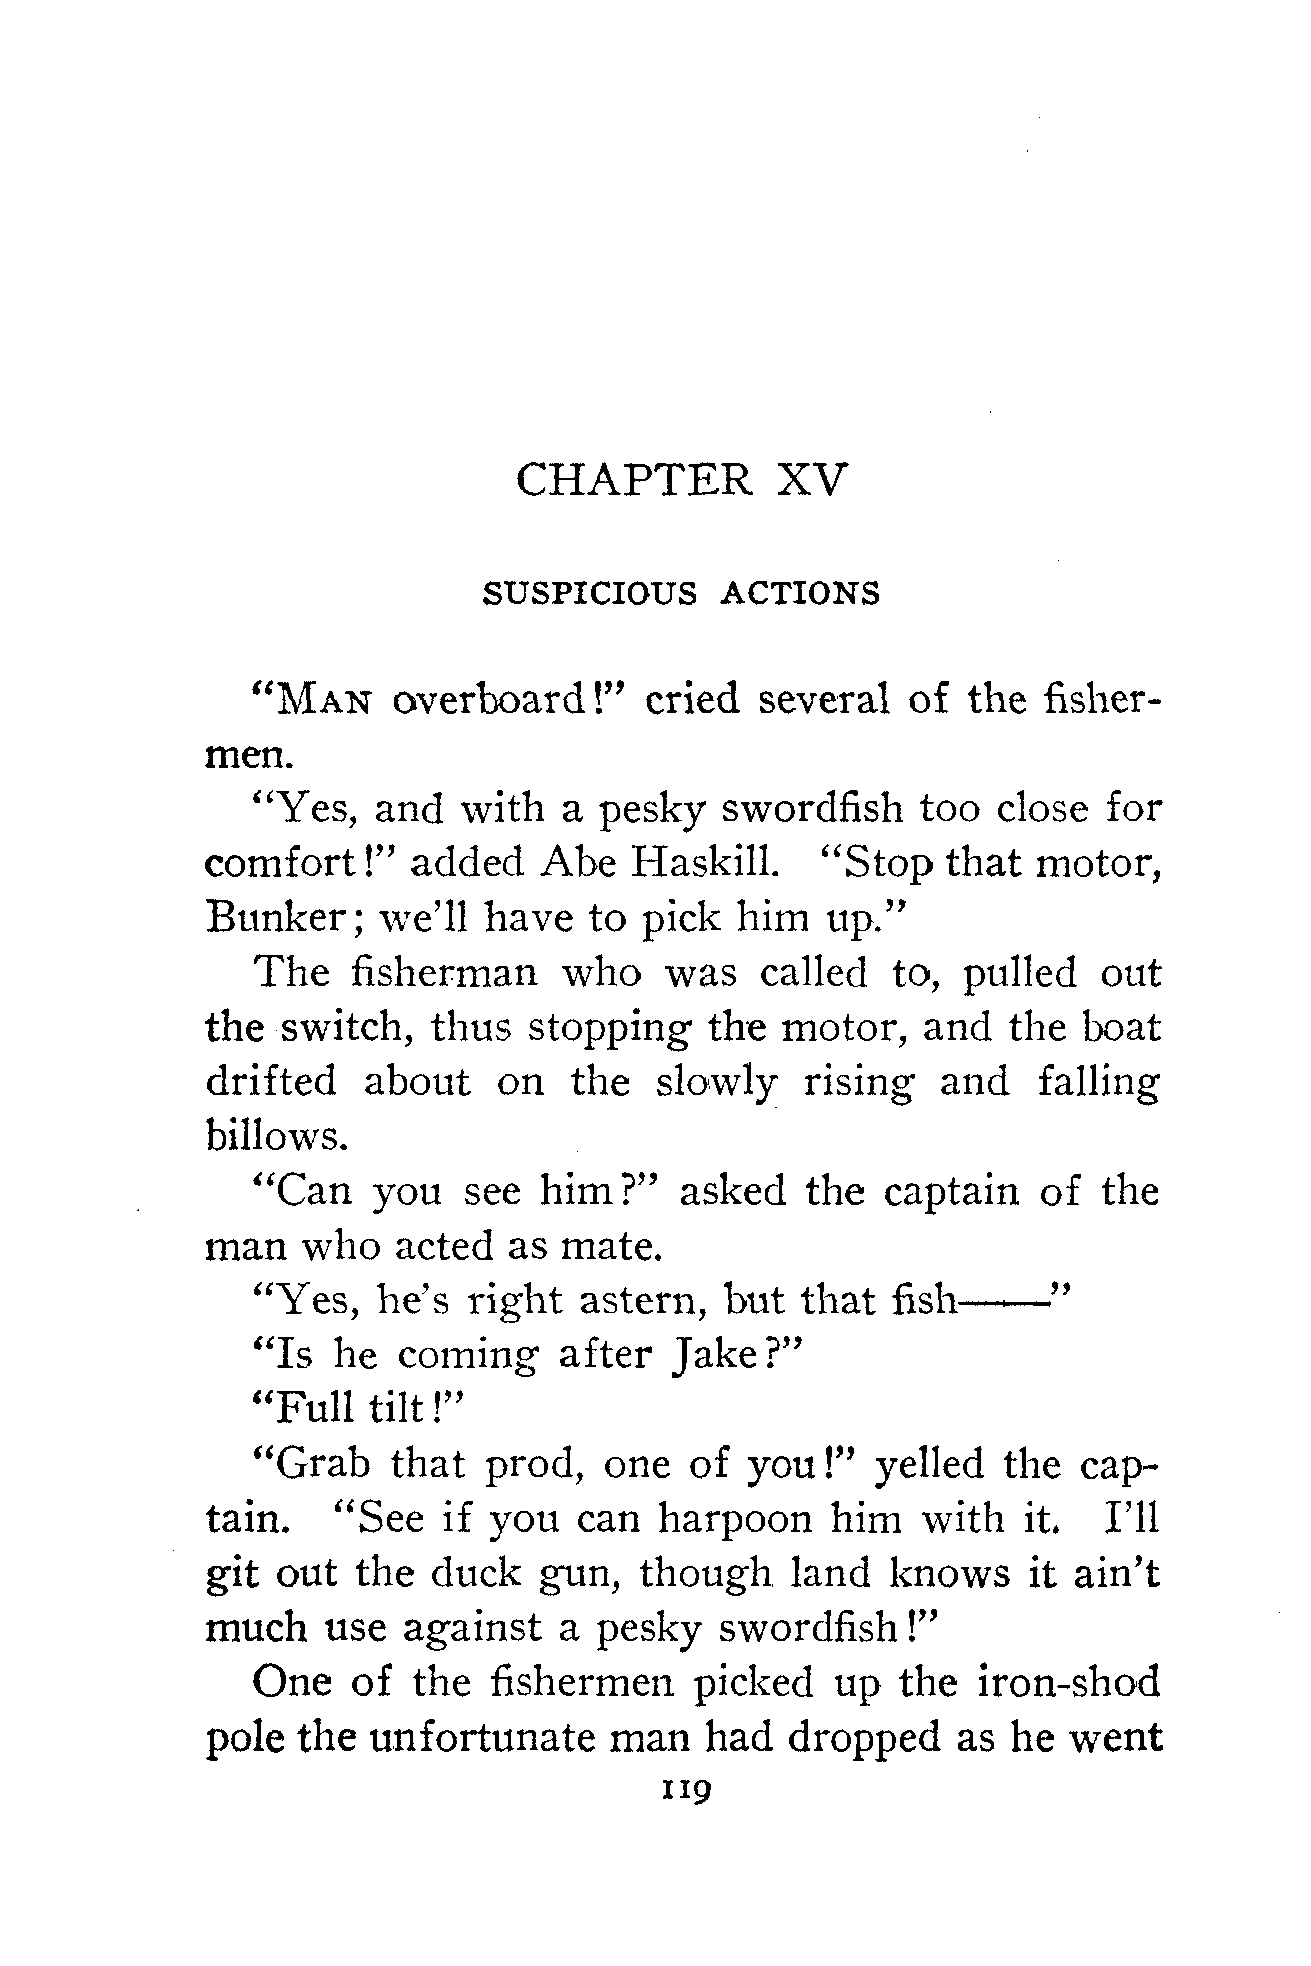 CHAPTER XV
SUSPICIOUS ACTIONS
“MAN overboard!” cried several of the fisher-
men.
“Yes, and with a pesky swordfish too close for
comfort!” added Abe Haskill. “Stop that motor,
Bunker; we’ll have to pick him up.”
The fisherman who was called to, pulled out
the switch, thus stopping the motor, and the boat
drifted about on the slowly rising and falling
billows.
“Can you see him?” asked the captain of the
man who acted as mate.
“Yes, he’s right astern, but that fish——”
“Is he coming after Jake?”
“Full tilt!”
“Grab that prod, one of you!” yelled the cap-
tain. “See if you can harpoon him with it. I’ll
git out the duck gun, though land knows it ain’t
much use against a pesky swordfish!”
One of the fishermen picked up the iron-shod
pole the unfortunate man had dropped as he went
119